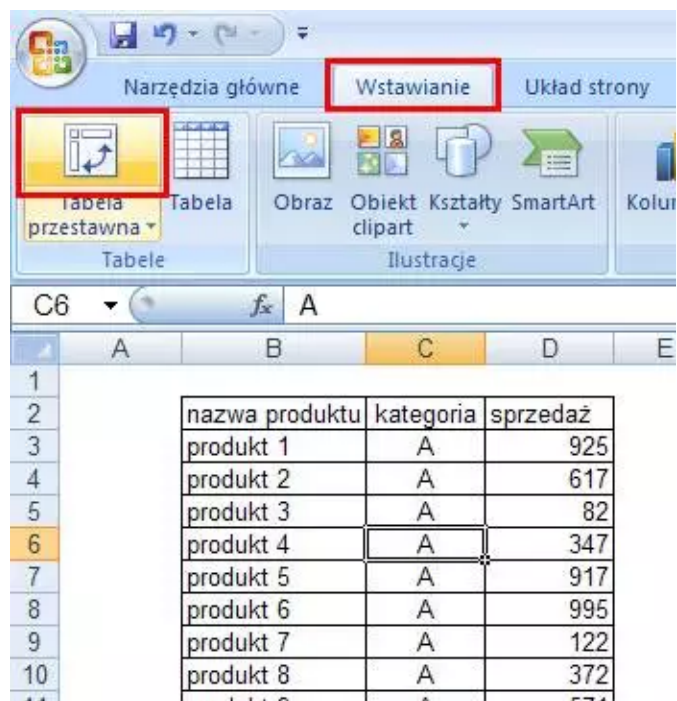 Narzędzia główne Wstawianie Układ strony
Tabela przestawna
Tabela
Obraz
Obiekt clipart
Kształty
SmartArt
Tabele
Ilustracje
C6 fx A
A B C D E
1
2 nazwa produktu kategoria sprzedaż
3 produkt 1 A 925
4 produkt 2 A 617
5 produkt 3 A 82
6 produkt 4 A 347
7 produkt 5 A 917
8 produkt 6 A 995
9 produkt 7 A 122
10 produkt 8 A 372